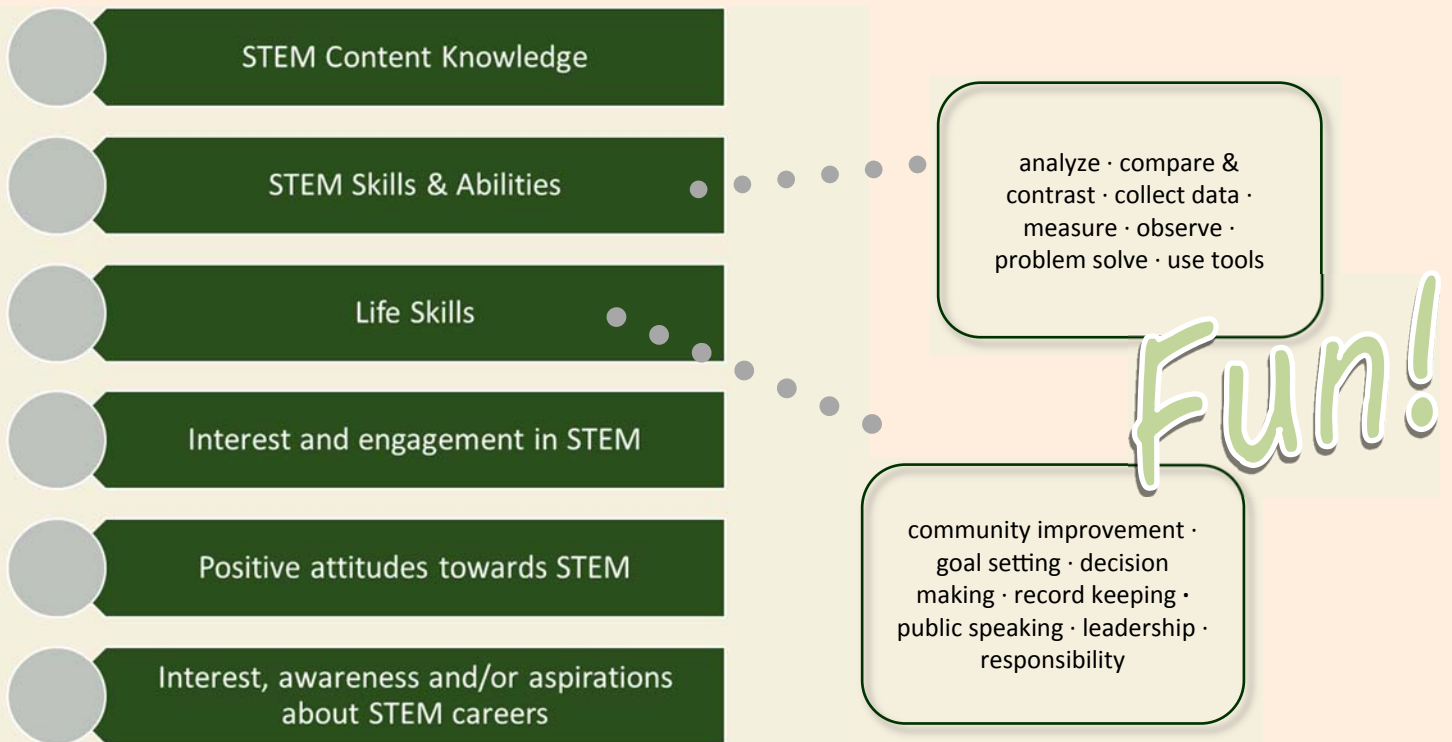 STEM Content Knowledge
STEM Skills & Abilities
Life Skills
Interest and engagement in STEM
Positive attitudes towards STEM
Interest, awareness and/or aspirations
about STEM careers
analyze · compare &
contrast · collect data ·
measure · observe ·
problem solve · use tools
Fun!
community improvement ·
goal setting · decision
making · record keeping ·
public speaking · leadership ·
responsibility